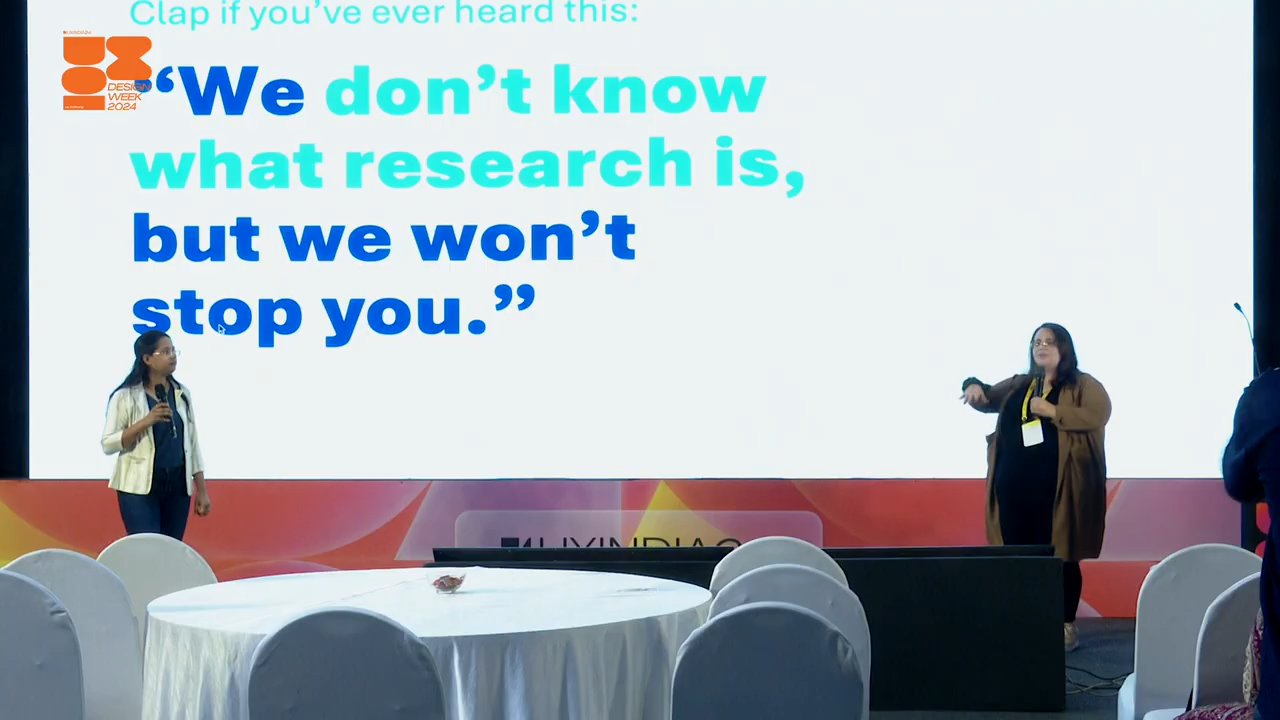 Clap if you've ever heard this:
“We don’t know
what research is,
but we won’t
stop you.”
DESIGN
WEEK
2024